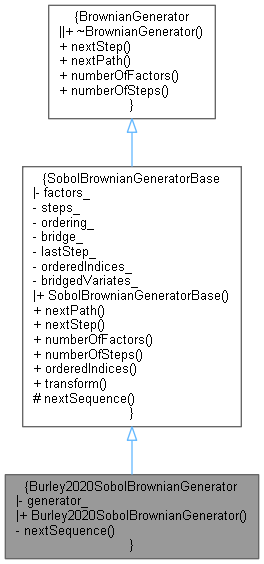 {BrownianGenerator
||+ ~BrownianGenerator()
+ nextStep()
+ nextPath()
+ numberOfFactors()
+ numberOfSteps()
}
{SobolBrownianGeneratorBase
|- factors_
- steps_
- ordering_
- bridge_
- lastStep_
- orderedIndices_
- bridgedVariates_
|+ SobolBrownianGeneratorBase()
+ nextPath()
+ nextStep()
+ numberOfFactors()
+ numberOfSteps()
+ orderedIndices()
+ transform()
# nextSequence()
}
{Burley2020SobolBrownianGenerator
|- generator_
|+ Burley2020SobolBrownianGenerator()
- nextSequence()
}